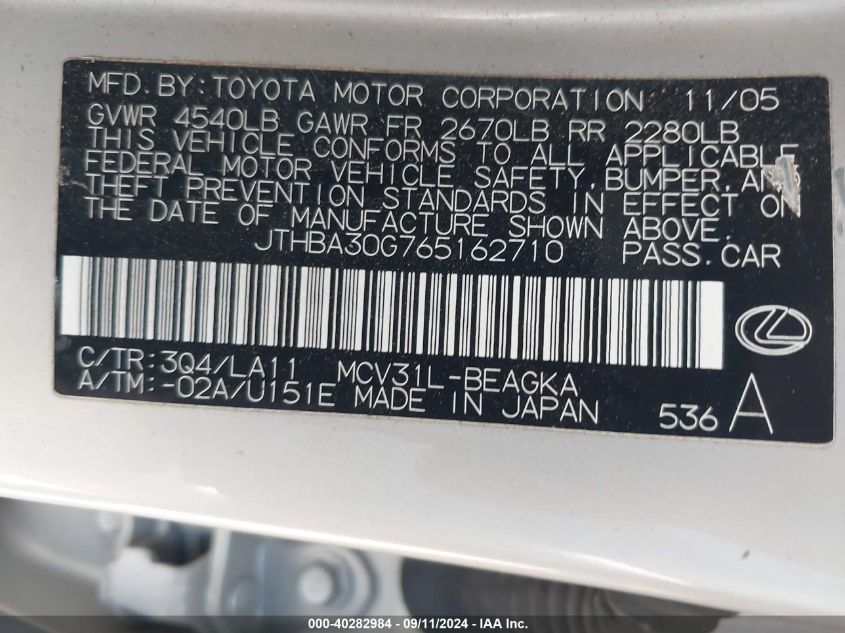 MFD. BY: TOYOTA MOTOR CORPORATION 11/05
GVWR 4540LB GAWR FR 2670LB RR 2280LB
THIS VEHICLE CONFORMS TO ALL APPLICABLE
FEDERAL MOTOR VEHICLE SAFETY, BUMPER, AND
THEFT PREVENTION STANDARDS IN EFFECT ON
THE DATE OF MANUFACTURE SHOWN ABOVE.
JTHBA30G765162710 PASS. CAR
C/TR: 3Q4/LA11 MCV31L-BEAGKA
A/TM: -02A/U151E MADE IN JAPAN 536 A
000-40282984 - 09/11/2024 - IAA Inc.